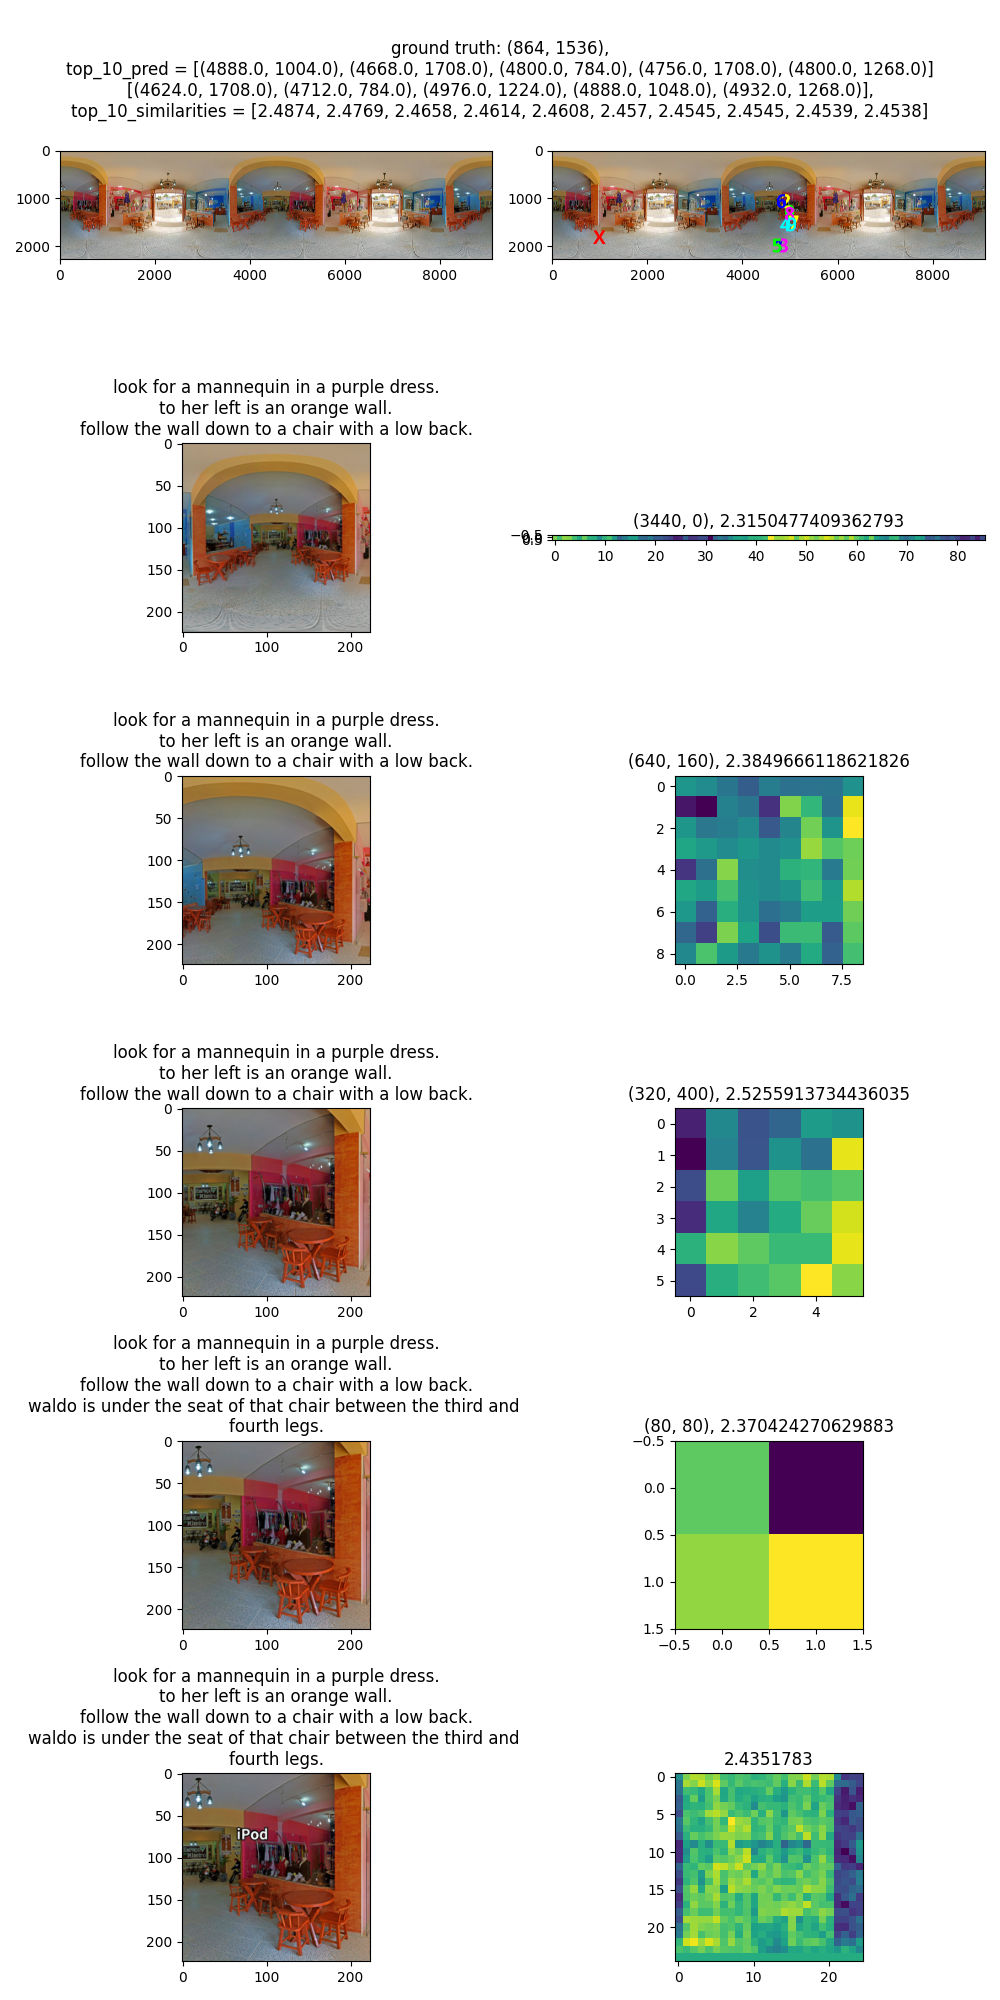 ground truth: (864, 1536),
top_10_pred = [(4888.0, 1004.0), (4668.0, 1708.0), (4800.0, 784.0), (4756.0, 1708.0), (4800.0, 1268.0)]
[(4624.0, 1708.0), (4712.0, 784.0), (4976.0, 1224.0), (4888.0, 1048.0), (4932.0, 1268.0)],
top_10_similarities = [2.4874, 2.4769, 2.4658, 2.4614, 2.4608, 2.457, 2.4545, 2.4545, 2.4539, 2.4538]
0
1000
2000
0 2000 4000 6000 8000
0
1000
2000
X
0 2000 4000 6000 8000
look for a mannequin in a purple dress.
to her left is an orange wall.
follow the wall down to a chair with a low back.
0
50
100
150
200
0 100 200
(3440, 0), 2.3150477409362793
0 10 20 30 40 50 60 70 80
look for a mannequin in a purple dress.
to her left is an orange wall.
follow the wall down to a chair with a low back.
0
50
100
150
200
0 100 200
(640, 160), 2.3849666118621826
0
2
4
6
8
0.0 2.5 5.0 7.5
look for a mannequin in a purple dress.
to her left is an orange wall.
follow the wall down to a chair with a low back.
0
50
100
150
200
0 100 200
(320, 400), 2.5255913734436035
0
1
2
3
4
5
0 2 4
look for a mannequin in a purple dress.
to her left is an orange wall.
follow the wall down to a chair with a low back.
waldo is under the seat of that chair between the third and
fourth legs.
0
50
100
150
200
0 100 200
(80, 80), 2.370424270629883
−0.5
0.0
0.5
1.0
1.5
−0.5 0.0 0.5 1.0 1.5
look for a mannequin in a purple dress.
to her left is an orange wall.
follow the wall down to a chair with a low back.
waldo is under the seat of that chair between the third and
fourth legs.
0
50
100
150
200
iPod
0 100 200
2.4351783
0
5
10
15
20
0 10 20